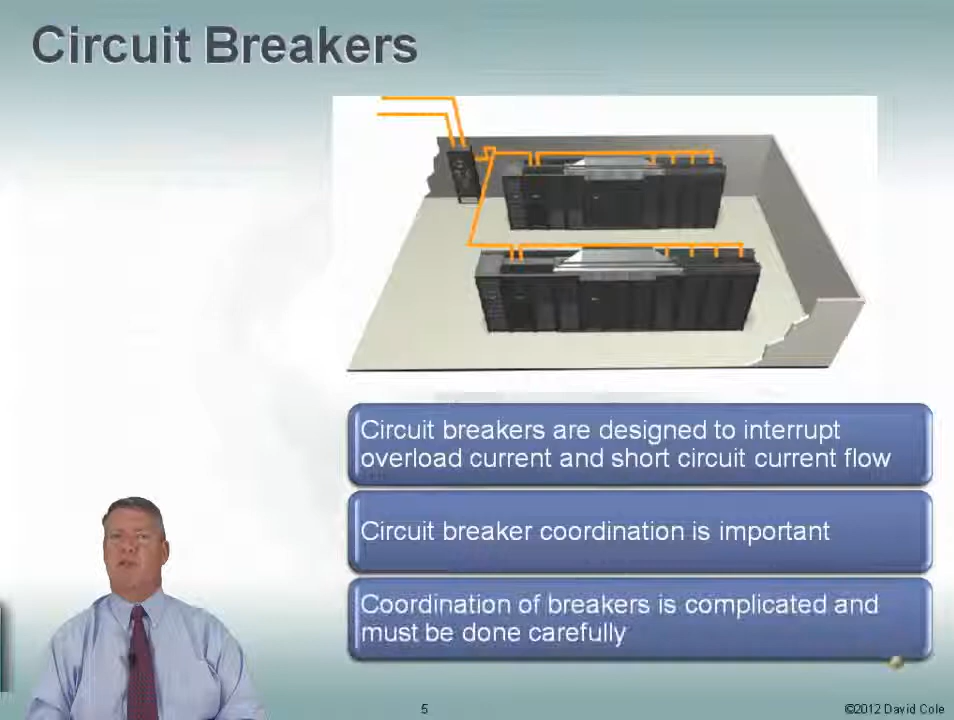 Circuit Breakers
Circuit breakers are designed to interrupt
overload current and short circuit current flow
Circuit breaker coordination is important
Coordination of breakers is complicated and
must be done carefully
5
©2012 David Cole